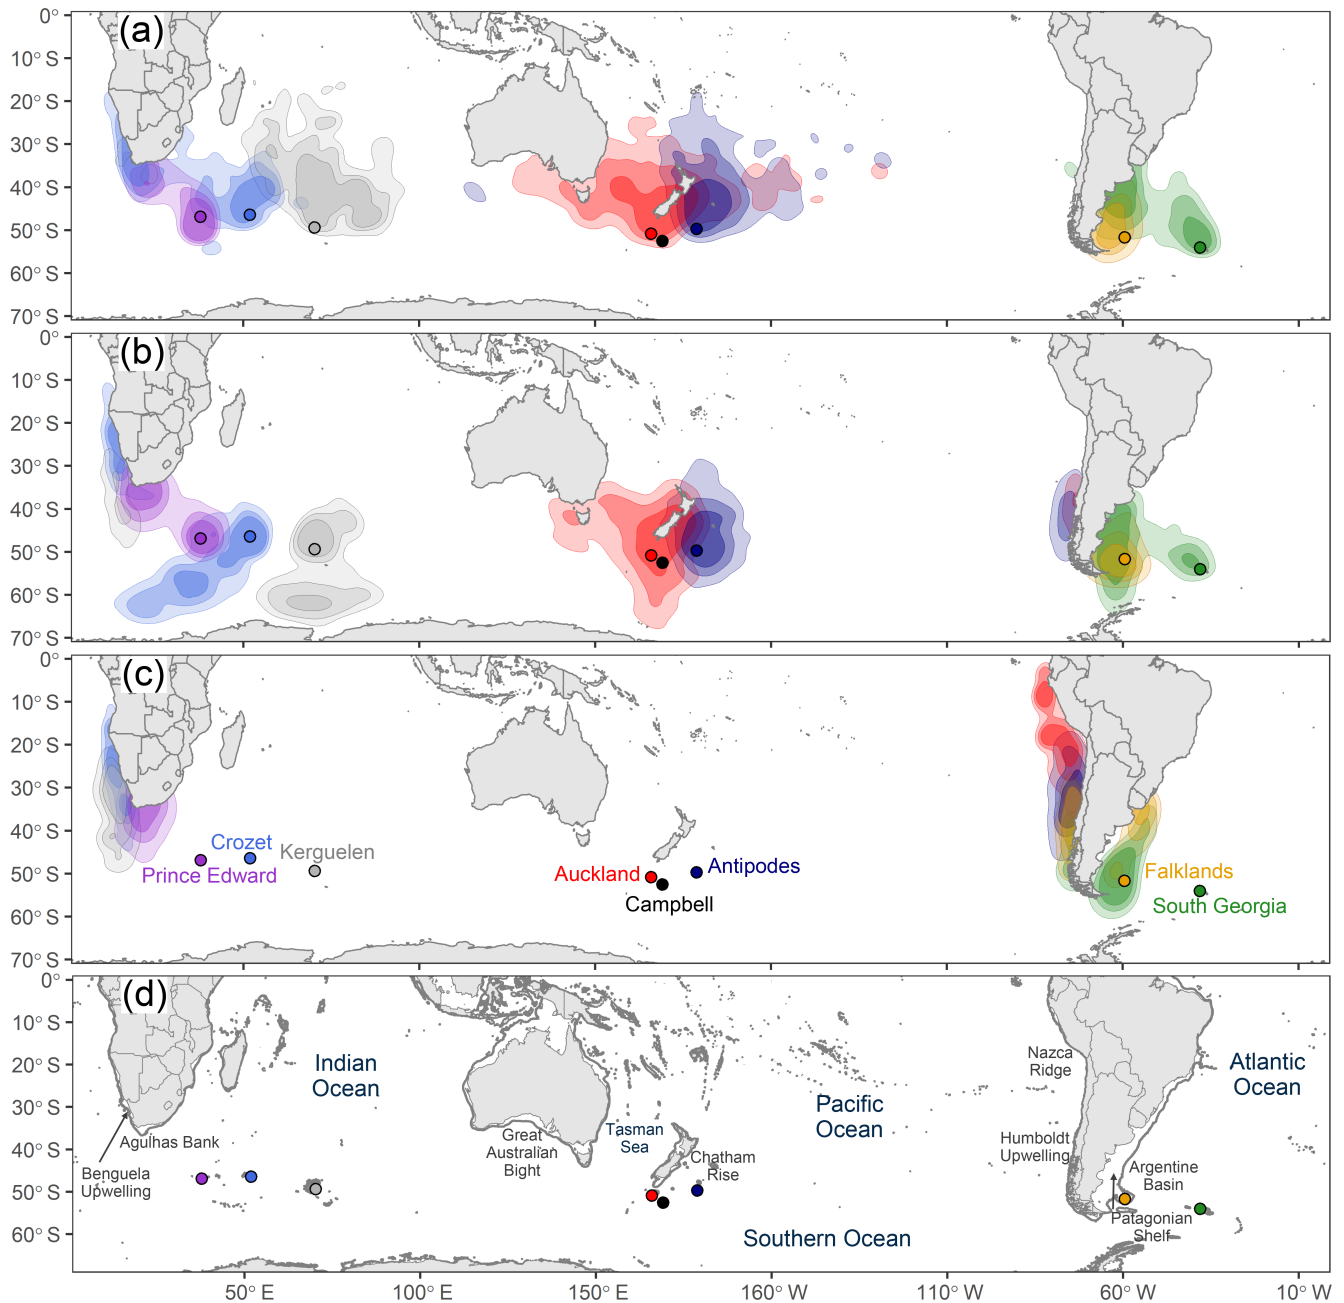 (a)
0° 
10° S
20° S
30° S
40° S
50° S
60° S
70° S
(b)
0°
10° S
20° S
30° S
40° S
50° S
60° S
70° S
(c)
0°
10° S
20° S
30° S
40° S
50° S
60° S
70° S
Crozet
Kerguelen
Prince Edward
Auckland
Antipodes
Campbell
Falklands
South Georgia
(d)
0°
10° S
20° S
30° S
40° S
50° S
60° S
Indian
Ocean
Agulhas Bank
Benguela
Upwelling
Great
Australian
Bight
Tasman
Sea
Chatham
Rise
Pacific
Ocean
Southern Ocean
Nazca
Ridge
Humboldt
Upwelling
Atlantic
Ocean
Argentine
Basin
Patagonian
Shelf
50° E
100° E
150° E
160° W
110° W
60° W
10° W